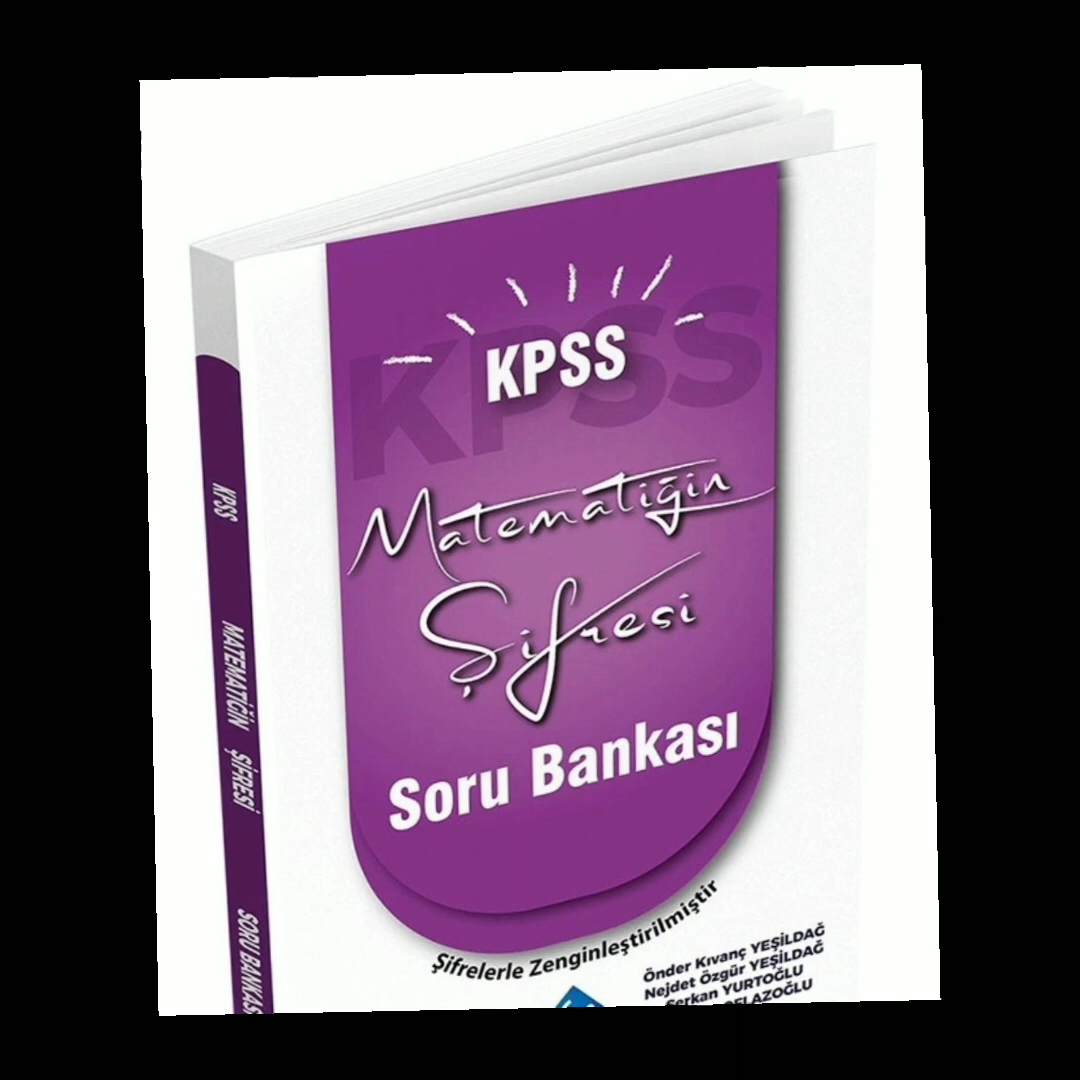 KPSS
KPSS
Matematiğin
Şifresi
Soru Bankası
Şifrelerle Zenginleştirilmiştir
Önder Kıvanç YEŞİLDAĞ
Nejdet Özgür YEŞİLDAĞ
Serkan YURTOĞLU
KPSS MATEMATİĞİN ŞİFRESİ SORU BANKASI